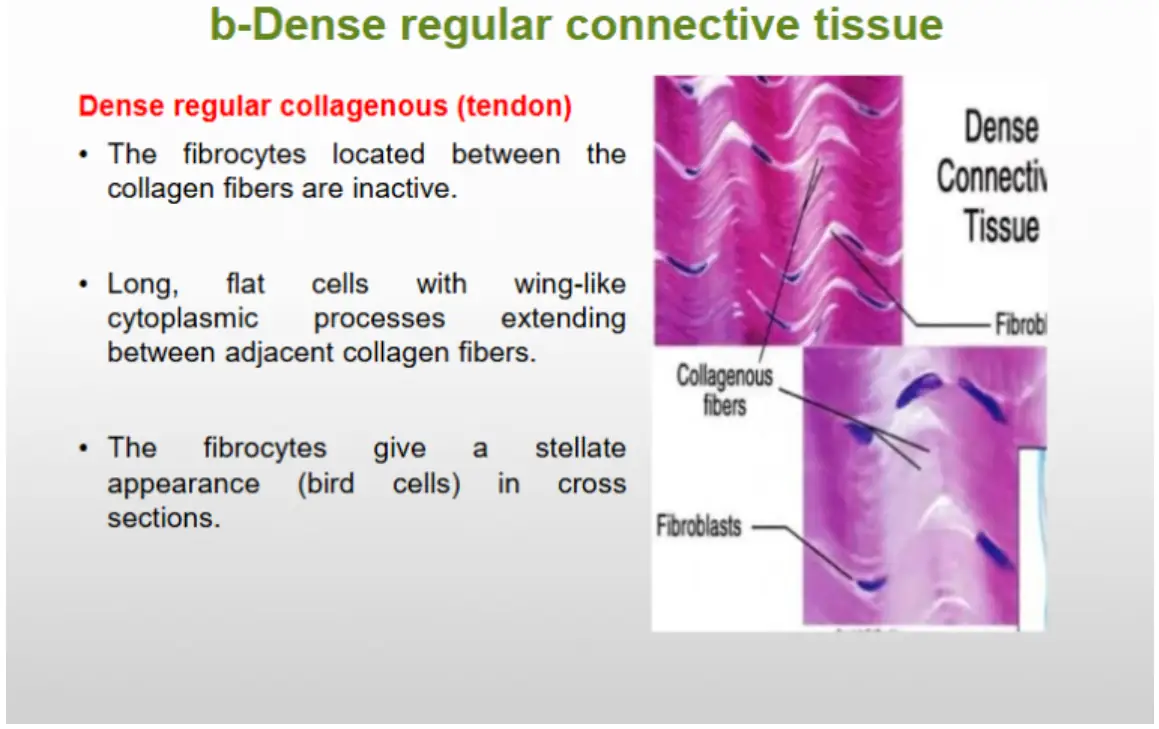 b-Dense regular connective tissue
Dense regular collagenous (tendon)
• The fibrocytes located between the
collagen fibers are inactive.
• Long, flat cells with wing-like
cytoplasmic processes extending
between adjacent collagen fibers.
• The fibrocytes give a stellate
appearance (bird cells) in cross
sections.
Dense
Connectiv
Tissue
Fibrobl
Collagenous
fibers
Fibroblasts